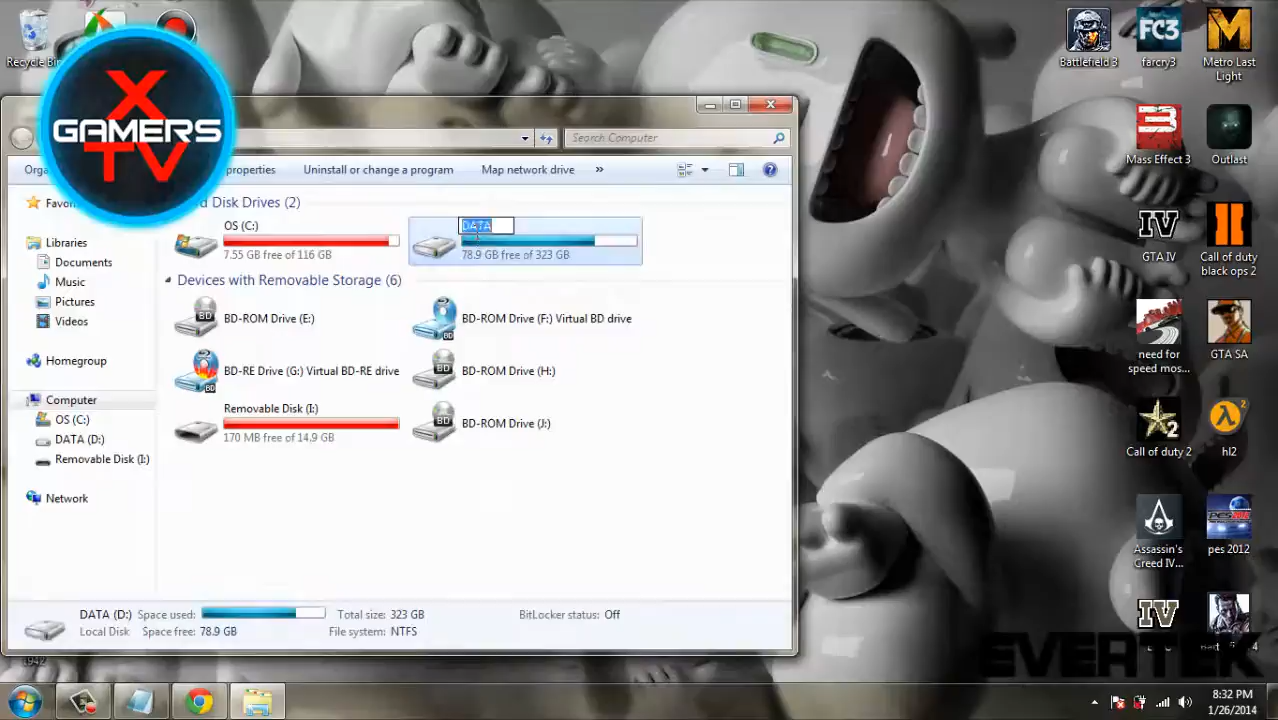 Recycle Bin
X
GAMERS
TV
Battlefield 3
FC3
farcry3
Metro Last
Light
Search Computer
properties
Uninstall or change a program
Map network drive
»
d Disk Drives (2)
OS (C:)
7.55 GB free of 116 GB
DATA
78.9 GB free of 323 GB
Devices with Removable Storage (6)
BD-ROM Drive (E:)
BD-ROM Drive (F:) Virtual BD drive
BD-RE Drive (G:) Virtual BD-RE drive
BD-ROM Drive (H:)
Removable Disk (I:)
170 MB free of 14.9 GB
BD-ROM Drive (J:)
Libraries
Documents
Music
Pictures
Videos
Homegroup
Computer
OS (C:)
DATA (D:)
Removable Disk (I:)
Network
DATA (D:) Space used: Total size: 323 GB BitLocker status: Off
Local Disk Space free: 78.9 GB File system: NTFS
Mass Effect 3
Outlast
IV
GTA IV
Call of duty
black ops 2
need for
speed mos...
GTA SA
Call of duty 2
hl2
Assassin's
Creed IV...
pes 2012
IV
EVERTEK
8:32 PM
1/26/2014